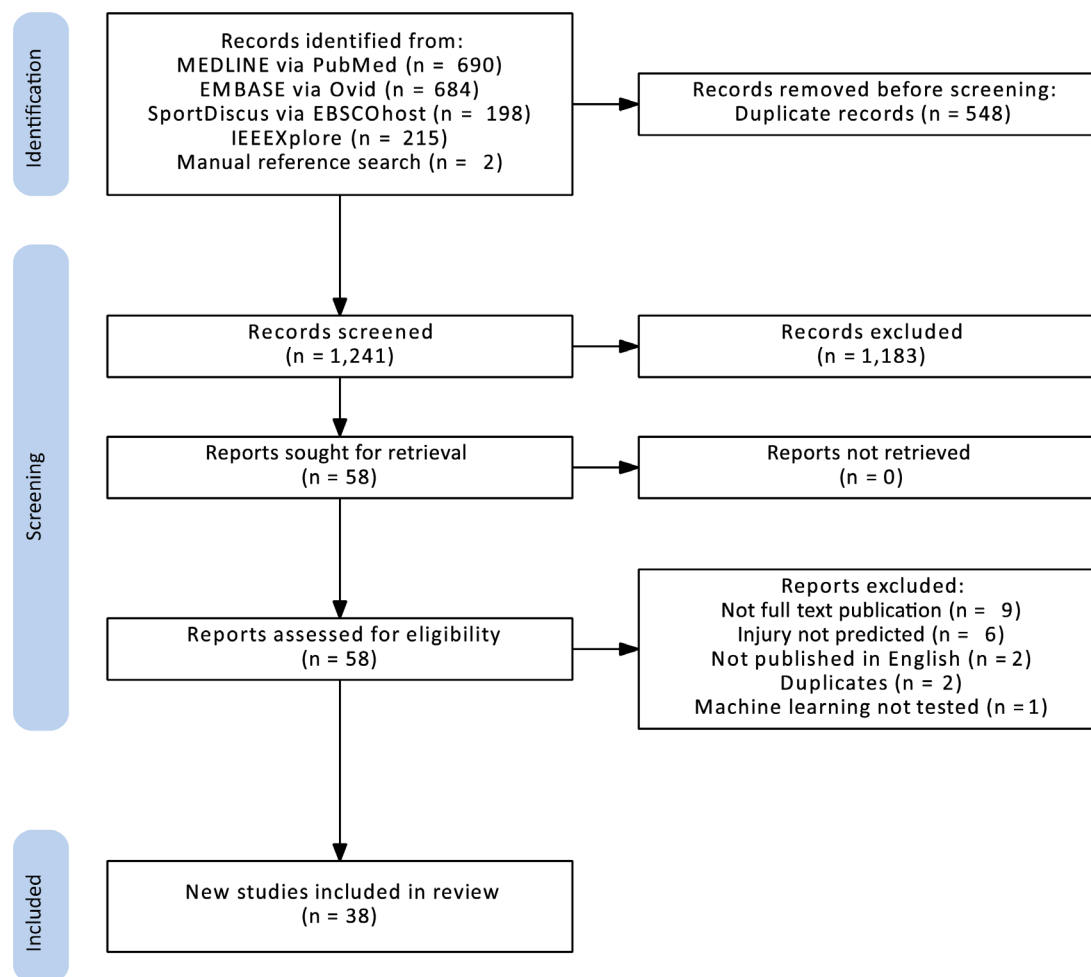 Identification
Records identified from:
MEDLINE via PubMed (n = 690)
EMBASE via Ovid (n = 684)
SportDiscus via EBSCOhost (n = 198)
IEEEXplore (n = 215)
Manual reference search (n = 2)
Records removed before screening:
Duplicate records (n = 548)
Screening
Records screened
(n = 1,241)
Records excluded
(n = 1,183)
Reports sought for retrieval
(n = 58)
Reports not retrieved
(n = 0)
Reports assessed for eligibility
(n = 58)
Reports excluded:
Not full text publication (n = 9)
Injury not predicted (n = 6)
Not published in English (n = 2)
Duplicates (n = 2)
Machine learning not tested (n = 1)
Included
New studies included in review
(n = 38)